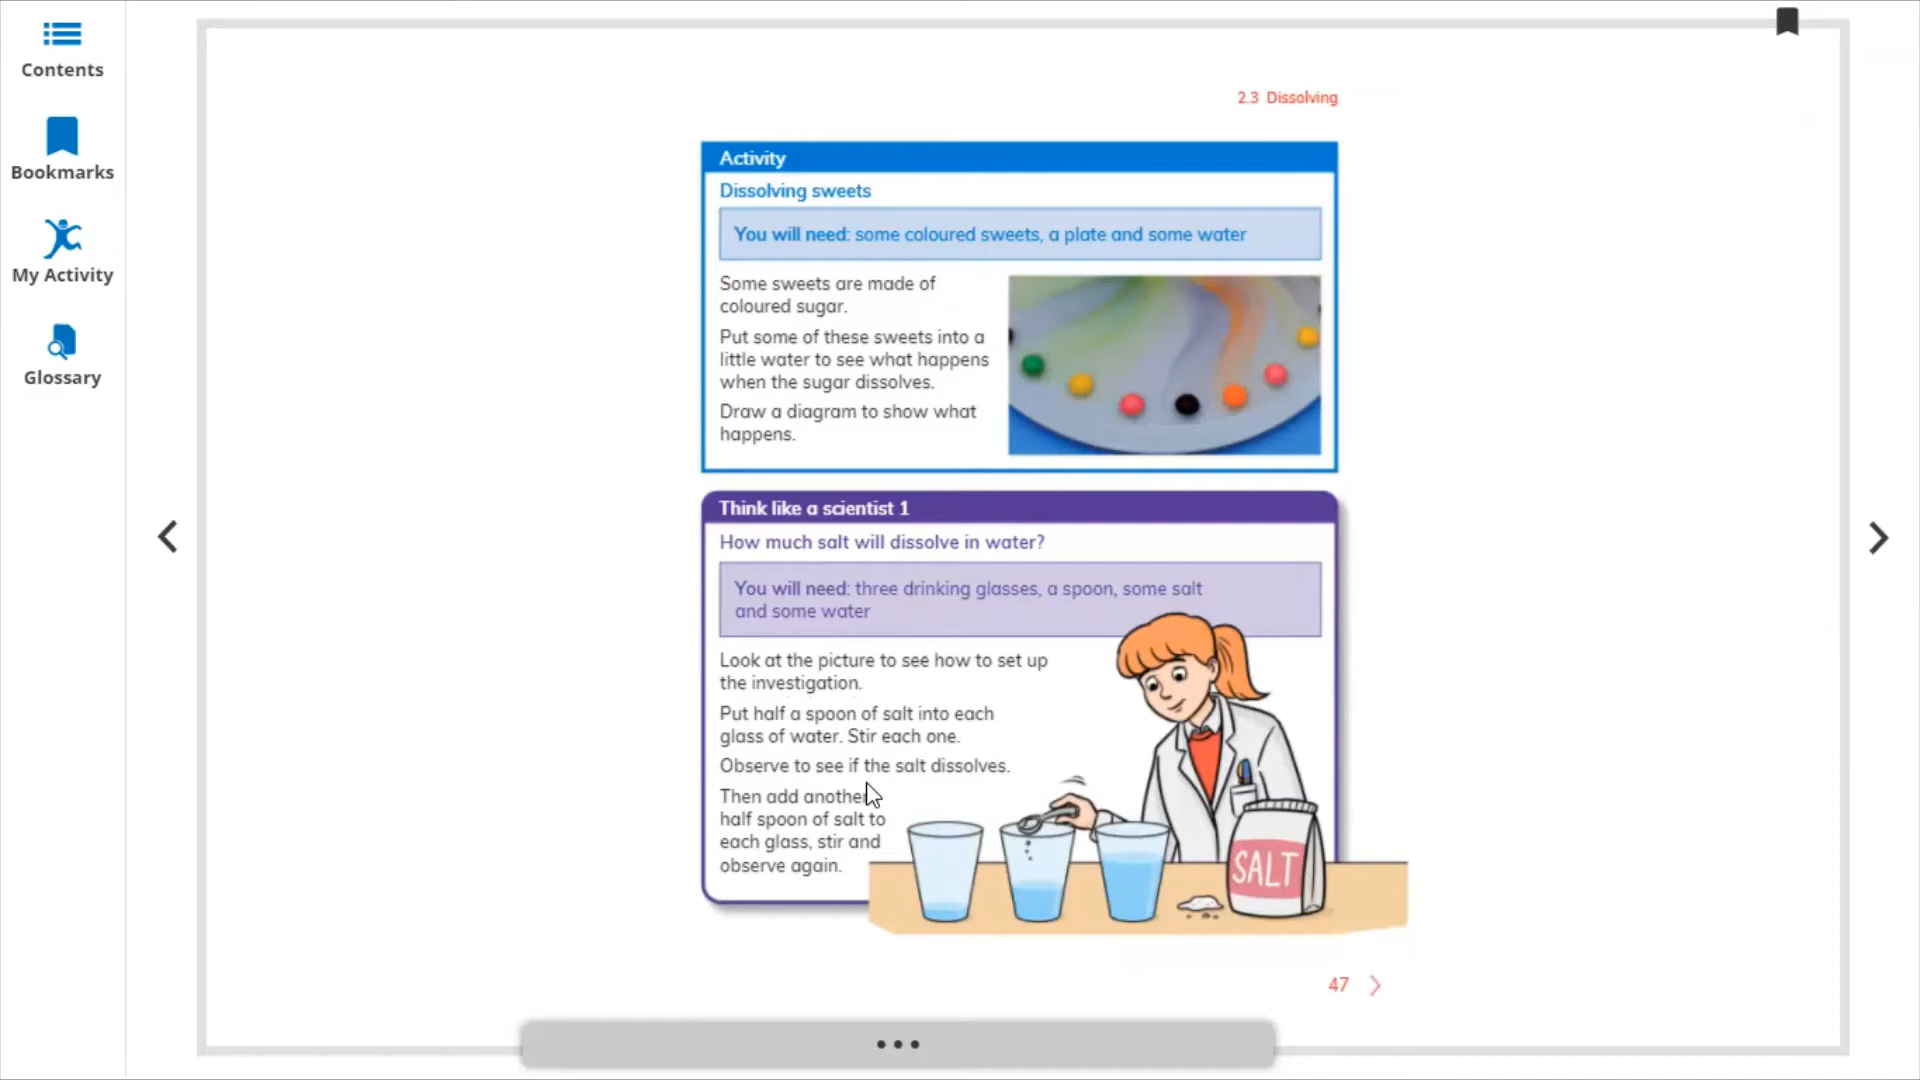 Contents
Bookmarks
My Activity
Glossary
2.3 Dissolving
Activity
Dissolving sweets
You will need: some coloured sweets, a plate and some water
Some sweets are made of
coloured sugar.
Put some of these sweets into a
little water to see what happens
when the sugar dissolves.
Draw a diagram to show what
happens.
Think like a scientist 1
How much salt will dissolve in water?
You will need: three drinking glasses, a spoon, some salt
and some water
Look at the picture to see how to set up
the investigation.
Put half a spoon of salt into each
glass of water. Stir each one.
Observe to see if the salt dissolves.
Then add another
half spoon of salt to
each glass, stir and
observe again.
SALT
47